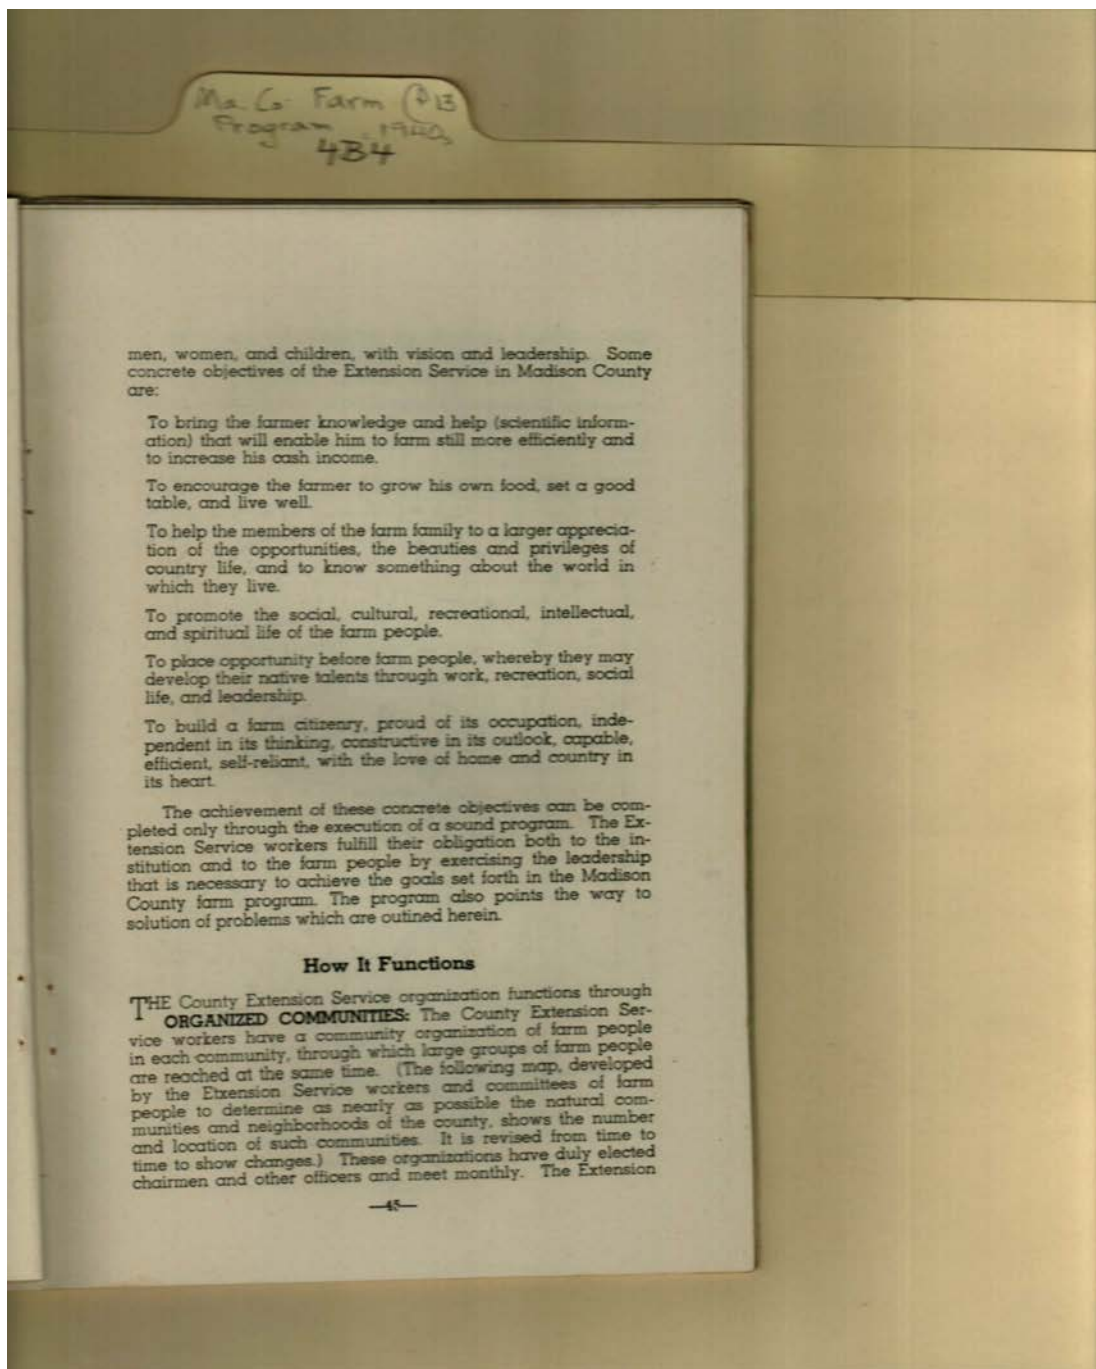 Ma. Co. Farm P 13
Program 1940s
4B4
men, women, and children, with vision and leadership. Some
concrete objectives of the Extension Service in Madison County
are:
To bring the farmer knowledge and help (scientific inform-
ation) that will enable him to farm still more efficiently and
to increase his cash income.
To encourage the farmer to grow his own food, set a good
table, and live well.
To help the members of the farm family to a larger apprecia-
tion of the opportunities, the beauties and privileges of
country life, and to know something about the world in
which they live.
To promote the social, cultural, recreational, intellectual,
and spiritual life of the farm people.
To place opportunity before farm people, whereby they may
develop their native talents through work, recreation, social
life, and leadership.
To build a farm citizenry, proud of its occupation, inde-
pendent in its thinking, constructive in its outlook, capable,
efficient, self-reliant, with the love of home and country in
its heart.
The achievement of these concrete objectives can be com-
pleted only through the execution of a sound program. The Ex-
tension Service workers fulfill their obligation both to the in-
stitution and to the farm people by exercising the leadership
that is necessary to achieve the goals set forth in the Madison
County farm program. The program also points the way to
solution of problems which are outined herein.
How It Functions
THE County Extension Service organization functions through
ORGANIZED COMMUNITIES: The County Extension Ser-
vice workers have a community organization of farm people
in each community, through which large groups of farm people
are reached at the same time. (The following map, developed
by the Etxension Service workers and committees of farm
people to determine as nearly as possible the natural com-
munities and neighborhoods of the county, shows the number
and location of such communities. It is revised from time to
time to show changes.) These organizations have duly elected
chairmen and other officers and meet monthly. The Extension
—45—